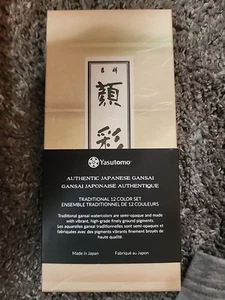 吉祥
顔
彩
Yasutomo
AUTHENTIC JAPANESE GANSAI
GANSAI JAPONAISE AUTHENTIQUE
TRADITIONAL 12 COLOR SET
ENSEMBLE TRADITIONNEL DE 12 COULEURS
Traditional gansai watercolors are semi-opaque and made
with vibrant, high-grade finely ground pigments.
Les aquarelles gansai traditionnelles sont semi-opaques et
fabriquées avec des pigments vibrants finement broyés de
haute qualité.
Made in Japan
Fabriqué au Japon